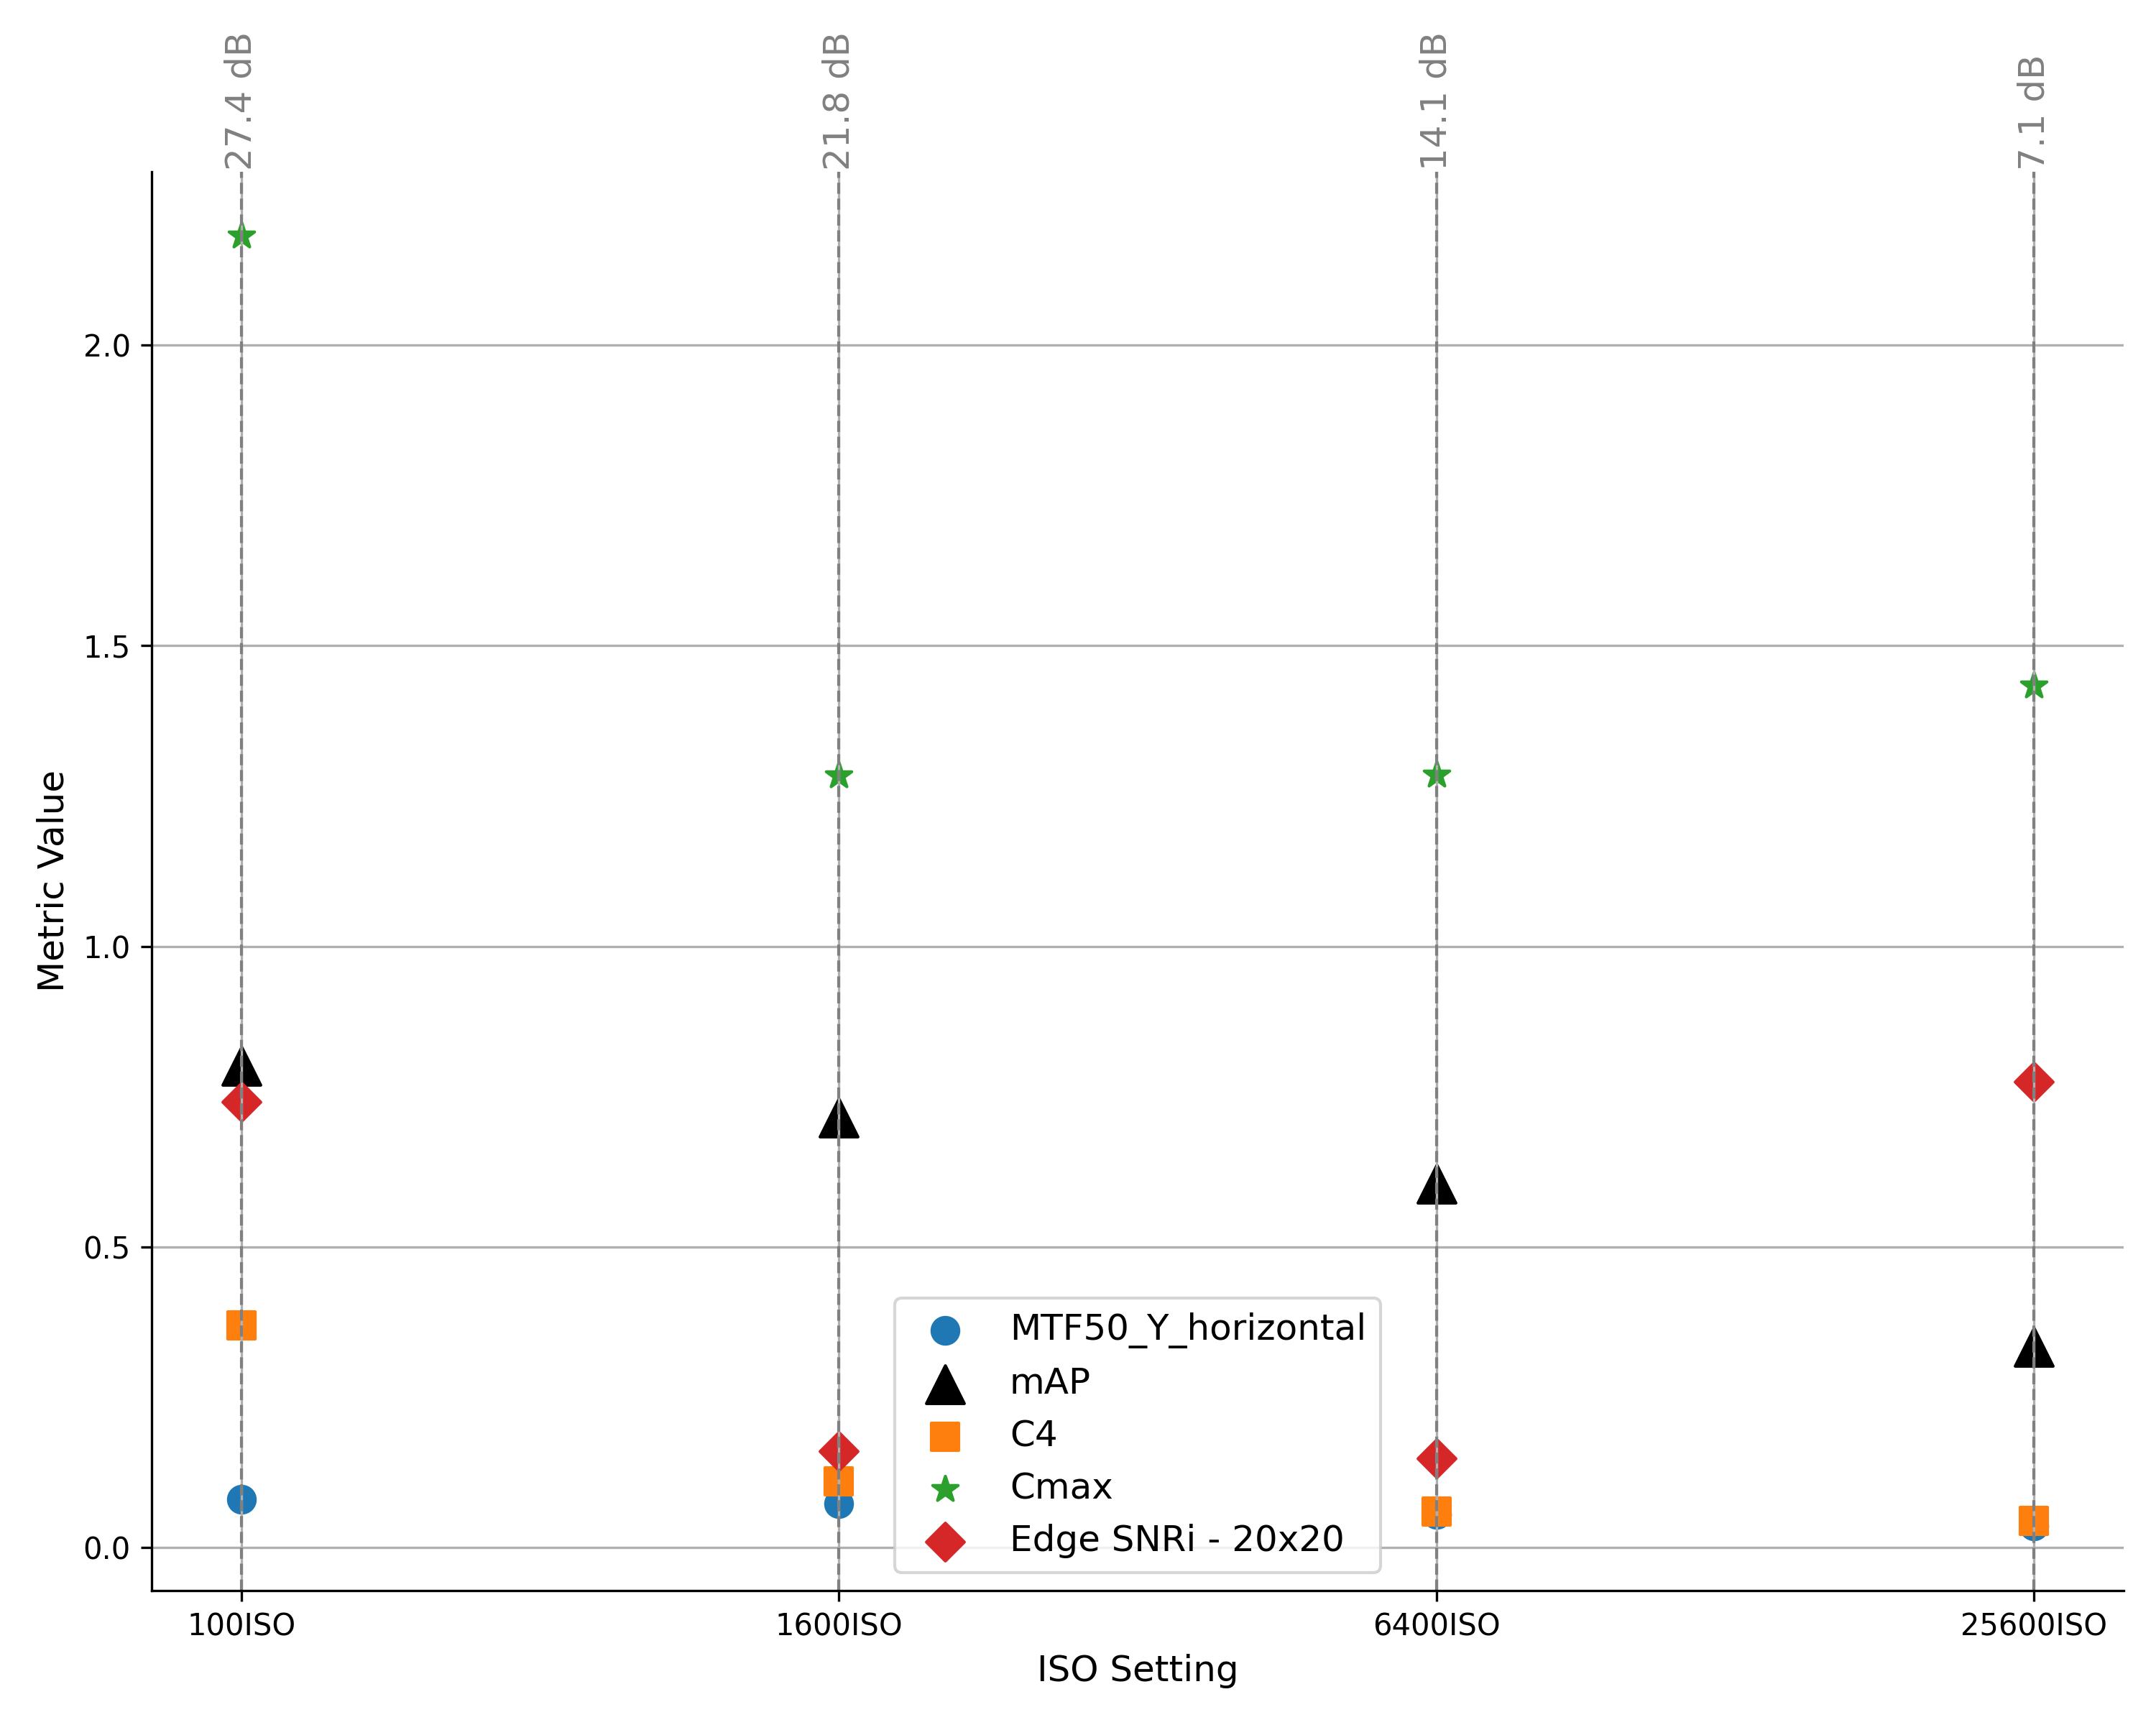 27.4 dB
21.8 dB
14.1 dB
7.1 dB
Metric Value
2.0
1.5
1.0
0.5
0.0
MTF50_Y_horizontal
mAP
C4
Cmax
Edge SNRi - 20x20
100ISO
1600ISO
6400ISO
25600ISO
ISO Setting